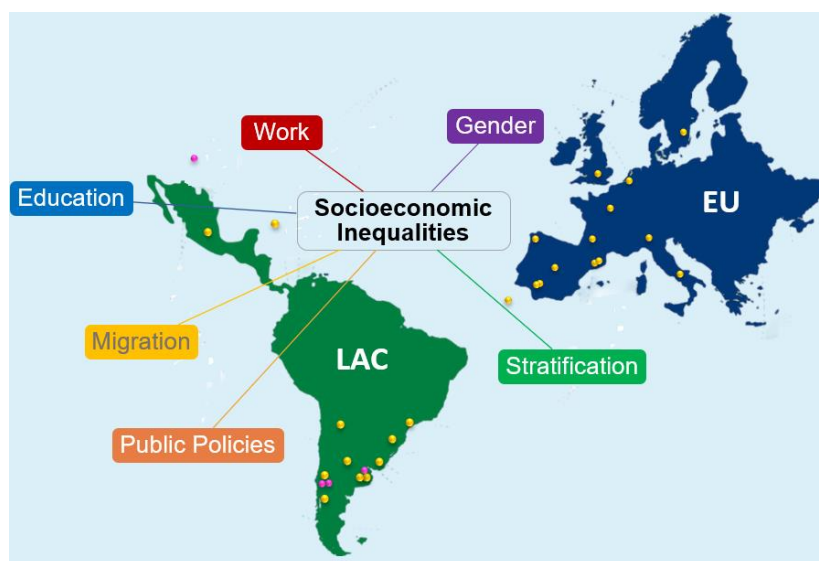 Gender
Work
Education
Socioeconomic
Inequalities
EU
Migration
LAC
Stratification
Public Policies